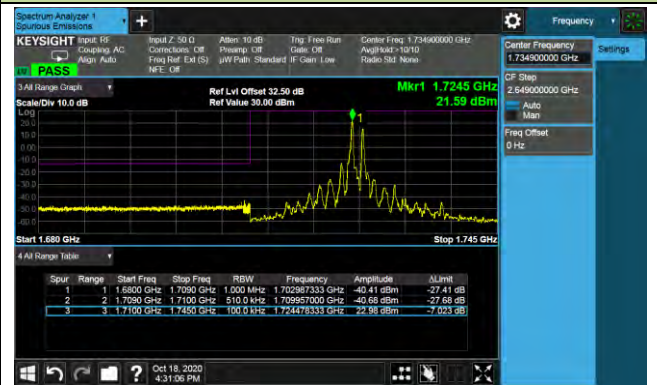 Spectrum Analyzer 1
Spurious Emissions
Frequency
KEYSIGHT Input: RF
Coupling: AC
Align: Auto
Input Z: 50 Ω
Corrections: Off
Freq Ref: Ext (S)
NFE: Off
Atten: 10 dB
Preamp: Off
µW Path: Standard
Trig: Free Run
Gate: Off
IF Gain: Low
Center Freq: 1.734900000 GHz
Avg|Hold:>10/10
Radio Std: None
PASS
Center Frequency
1.734900000 GHz
Settings
CF Step
2.649000000 GHz
Auto
Man
Freq Offset
0 Hz
3 All Range Graph
Scale/Div 10.0 dB
Ref Lvl Offset 32.50 dB
Ref Value 30.00 dBm
Mkr1 1.7245 GHz
21.59 dBm
Log
20.0
10.0
0.00
-10.0
-20.0
-30.0
-40.0
-50.0
-60.0
1
Start 1.680 GHz
Stop 1.745 GHz
4 All Range Table
Spur Range Start Freq Stop Freq RBW Frequency Amplitude ΔLimit
1 1 1.6800 GHz 1.7090 GHz 1.000 MHz 1.702987333 GHz -40.41 dBm -27.41 dB
2 2 1.7090 GHz 1.7100 GHz 510.0 kHz 1.709957000 GHz -40.68 dBm -27.68 dB
3 3 1.7100 GHz 1.7450 GHz 100.0 kHz 1.724478333 GHz 22.98 dBm -7.023 dB
?
Oct 18, 2020
4:31:06 PM